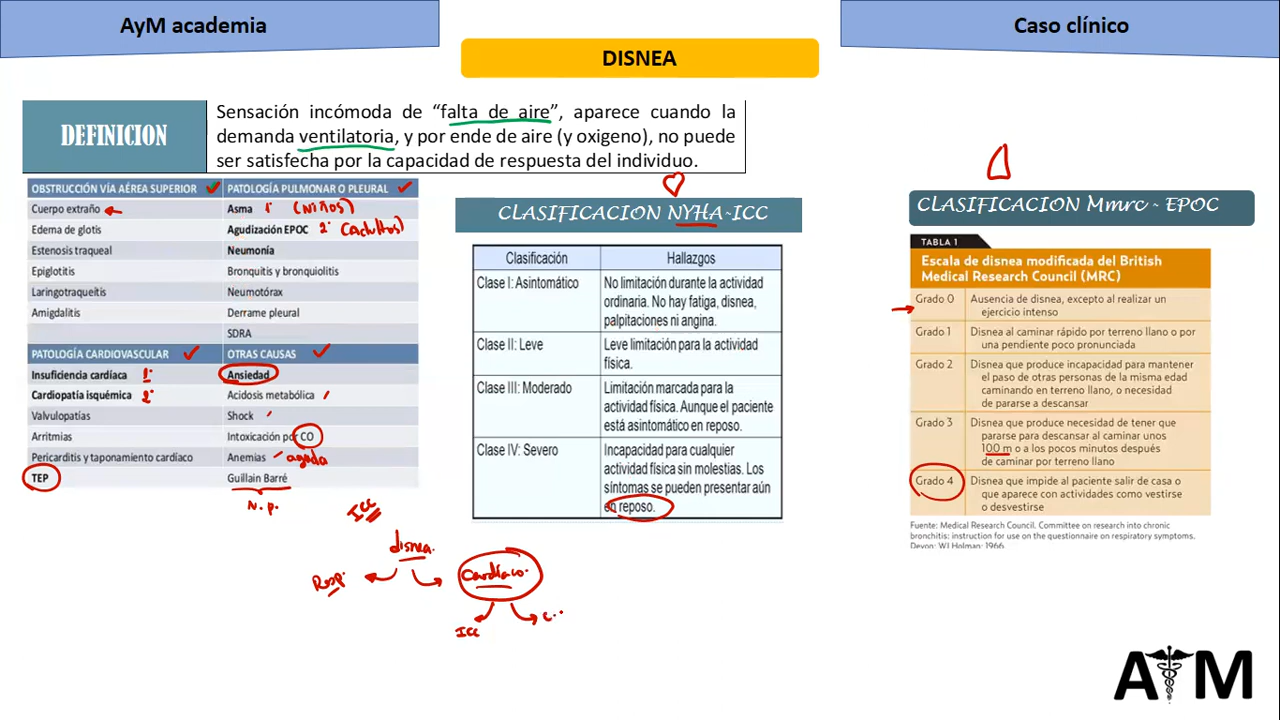 AyM academia
Caso clínico
DISNEA
DEFINICION
Sensación incómoda de “falta de aire”, aparece cuando la
demanda ventilatoria, y por ende de aire (y oxigeno), no puede
ser satisfecha por la capacidad de respuesta del individuo.
OBSTRUCCIÓN VÍA AÉREA SUPERIOR PATOLOGÍA PULMONAR O PLEURAL
Cuerpo extraño Asma 1° (Niños)
Edema de glotis Agudización EPOC 2° (adultos)
Estenosis traqueal Neumonía
Epiglotitis Bronquitis y bronquiolitis
Laringotraqueitis Neumotórax
Amigdalitis Derrame pleural
SDRA
PATOLOGÍA CARDIOVASCULAR OTRAS CAUSAS
Insuficiencia cardíaca 1° Ansiedad
Cardiopatía isquémica 2° Acidosis metabólica
Valvulopatías Shock
Arritmias Intoxicación por CO
Pericarditis y taponamiento cardíaco Anemias aguda
TEP Guillain Barré
N.p.
ICC
disnea.
Resp. Cardíaco.
ICC
CLASIFICACION NYHA-ICC
Clasificación Hallazgos
Clase I: Asintomático No limitación durante la actividad
ordinaria. No hay fatiga, disnea,
palpitaciones ni angina.
Clase II: Leve Leve limitación para la actividad
física.
Clase III: Moderado Limitación marcada para la
actividad física. Aunque el paciente
está asintomático en reposo.
Clase IV: Severo Incapacidad para cualquier
actividad física sin molestias. Los
síntomas se pueden presentar aún
en reposo.
CLASIFICACION Mmrc - EPOC
TABLA 1
Escala de disnea modificada del British
Medical Research Council (MRC)
Grado 0 Ausencia de disnea, excepto al realizar un
ejercicio intenso
Grado 1 Disnea al caminar rápido por terreno llano o por
una pendiente poco pronunciada
Grado 2 Disnea que produce incapacidad para mantener
el paso de otras personas de la misma edad
caminando en terreno llano, o necesidad
de pararse a descansar
Grado 3 Disnea que produce necesidad de tener que
pararse para descansar al caminar unos
100 m o a los pocos minutos después
de caminar por terreno llano
Grado 4 Disnea que impide al paciente salir de casa o
que aparece con actividades como vestirse
o desvestirse
Fuente: Medical Research Council. Committee on research into chronic
bronchitis: instruction for use on the questionnaire on respiratory symptoms.
Devon: WJ Holman: 1966.
AYM